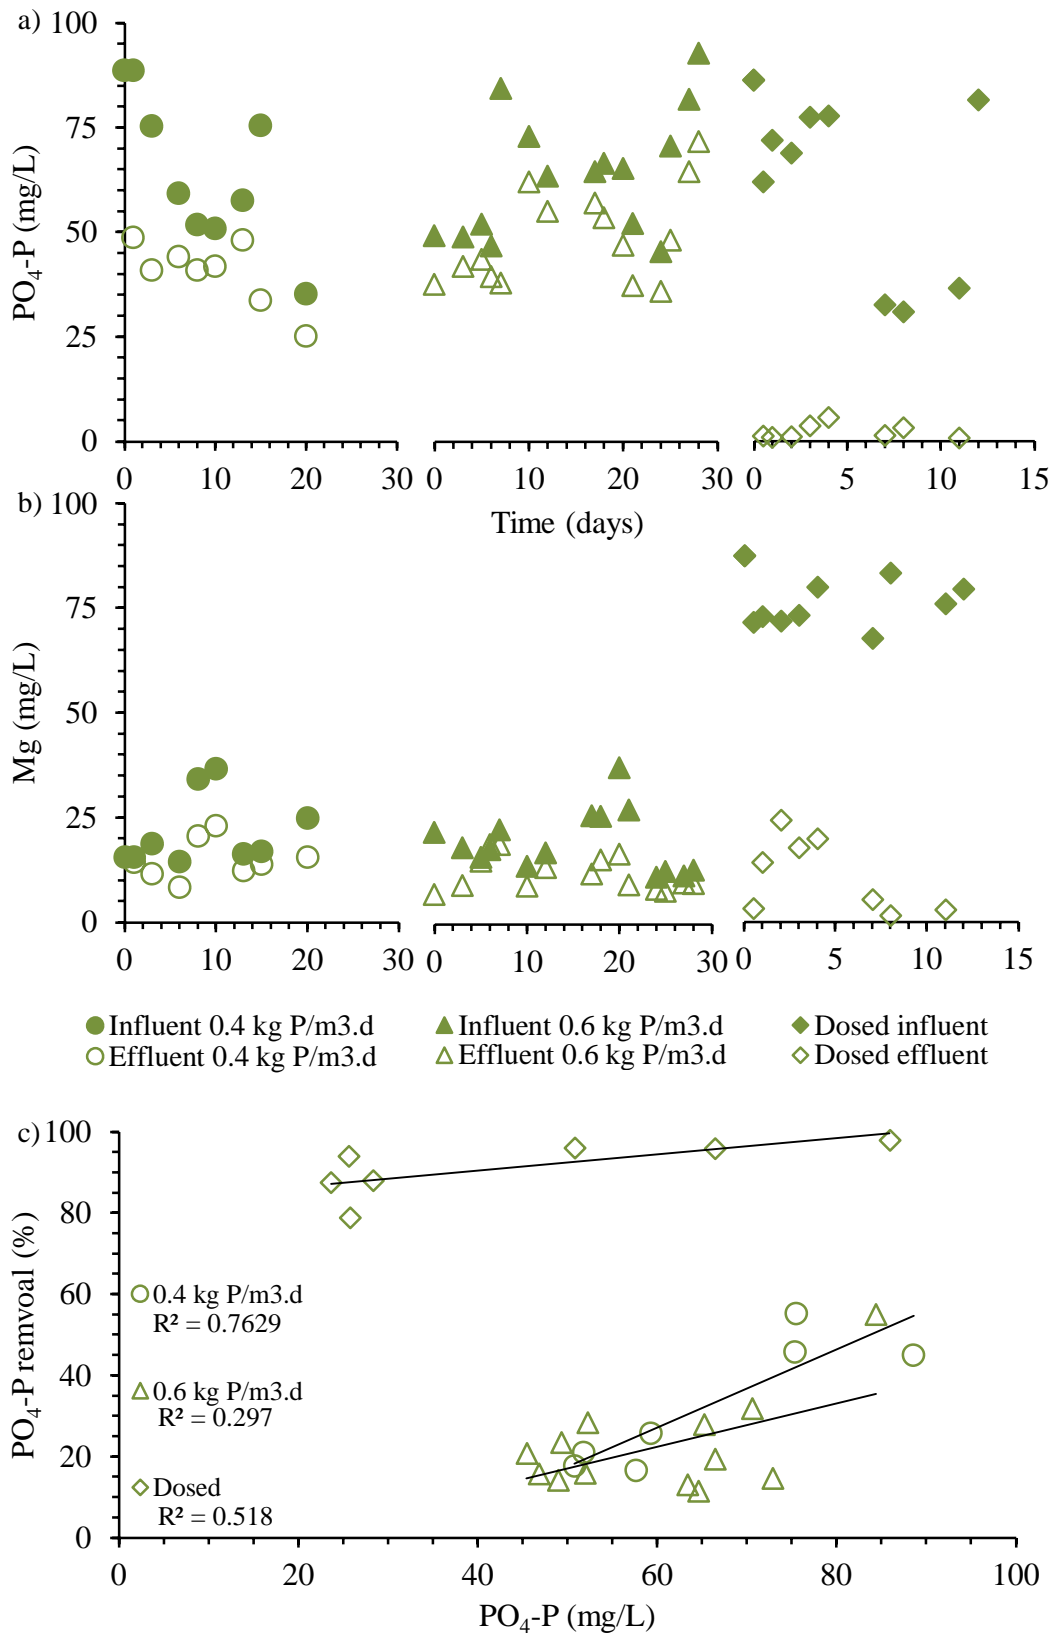 a) 100
75
50
25
0
PO₄-P (mg/L)
0 10 20 30 0 10 20 30 0 5 10 15
Time (days)
b) 100
75
50
25
0
Mg (mg/L)
0 10 20 30 0 10 20 30 0 5 10 15
Influent 0.4 kg P/m3.d Influent 0.6 kg P/m3.d Dosed influent
Effluent 0.4 kg P/m3.d Effluent 0.6 kg P/m3.d Dosed effluent
c) 100
80
60
40
20
0
PO₄-P remvoal (%)
0.4 kg P/m3.d
R² = 0.7629
0.6 kg P/m3.d
R² = 0.297
Dosed
R² = 0.518
0 20 40 60 80 100
PO₄-P (mg/L)